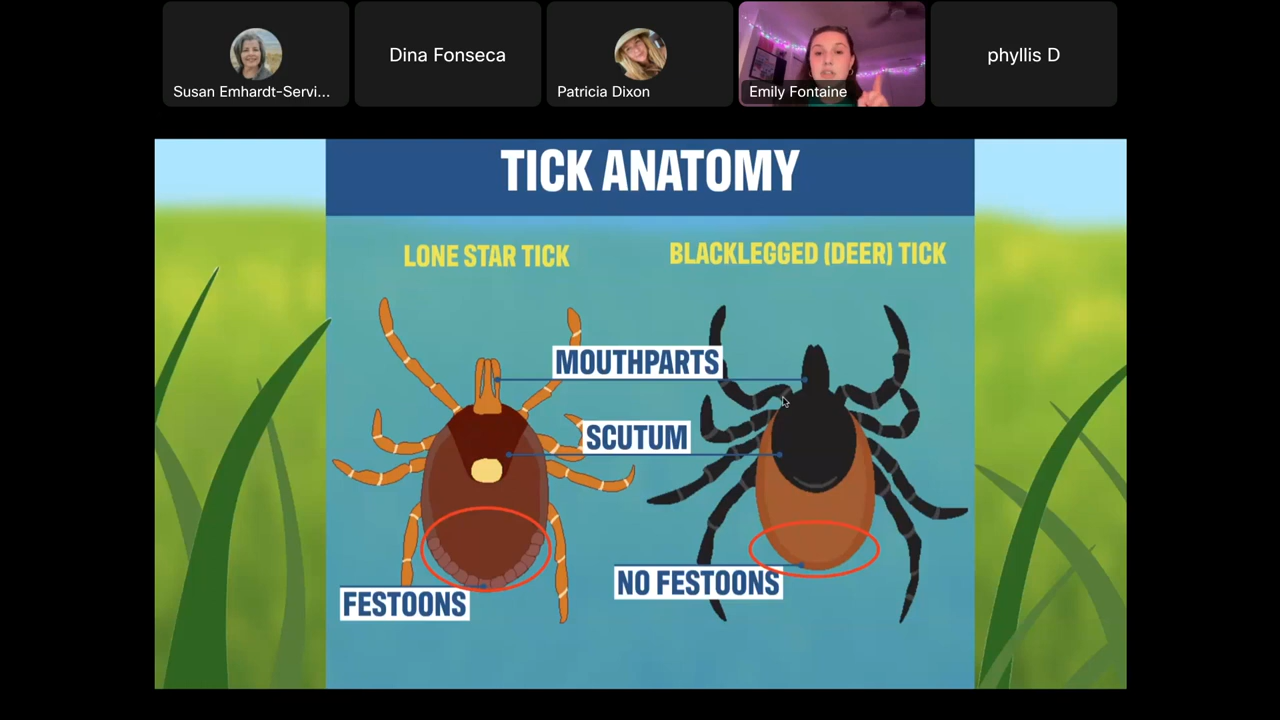 Susan Emhardt-Servi...
Dina Fonseca
Patricia Dixon
Emily Fontaine
phyllis D
TICK ANATOMY
LONE STAR TICK
BLACKLEGGED (DEER) TICK
MOUTHPARTS
SCUTUM
FESTOONS
NO FESTOONS